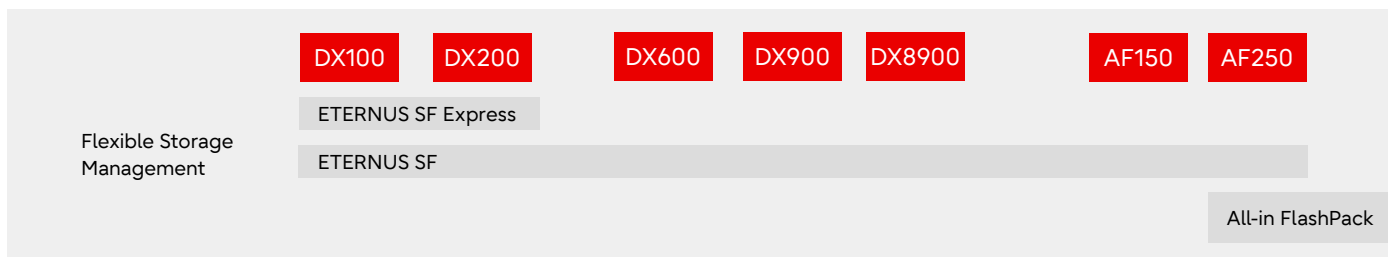 DX100 DX200 DX600 DX900 DX8900 AF150 AF250
ETERNUS SF Express
Flexible Storage
Management
ETERNUS SF
All-in FlashPack